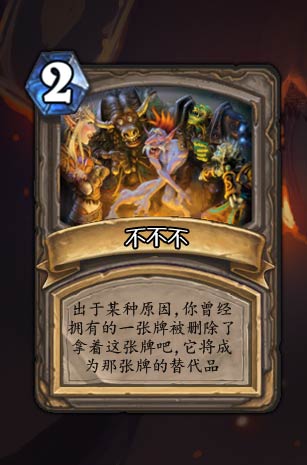 2
不不不
出于某种原因,你曾经
拥有的一张牌被删除了
拿着这张牌吧,它将成
为那张牌的替代品